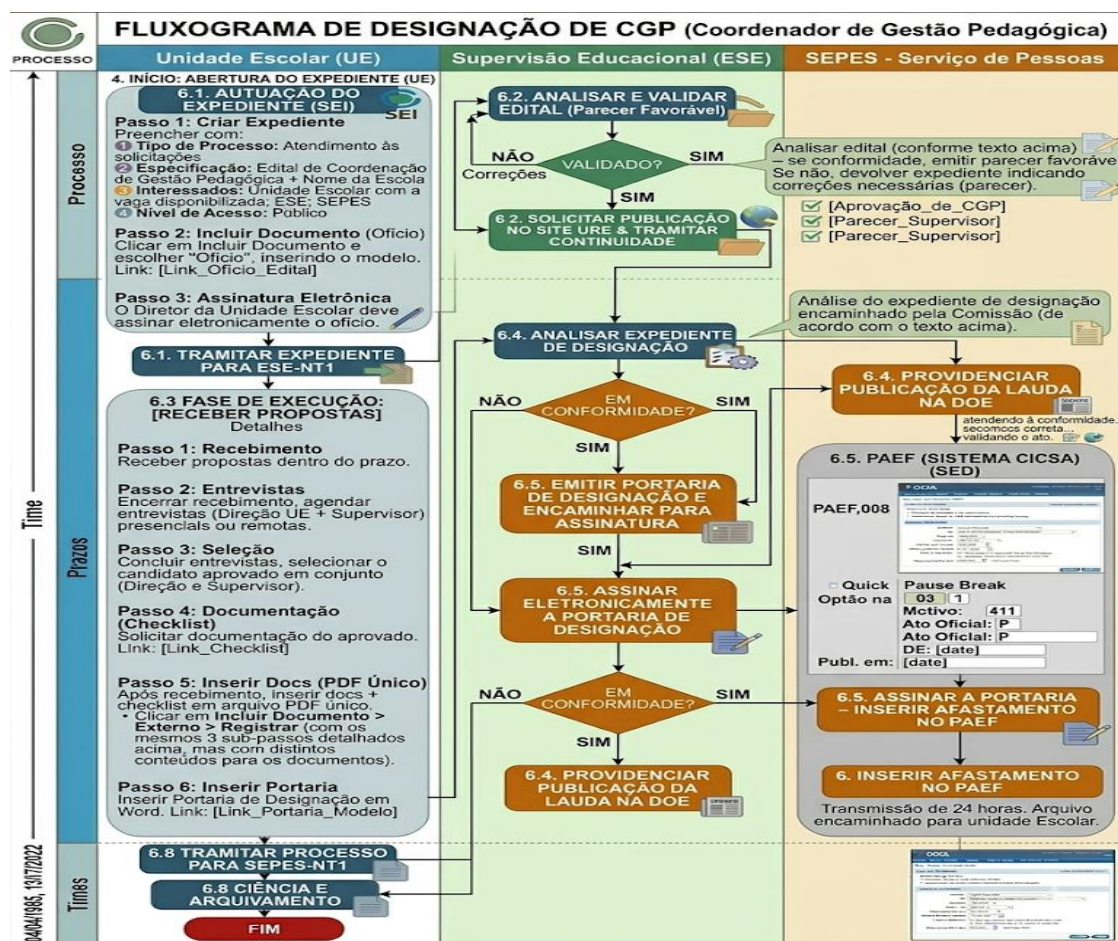 PROCESSO
FLUXOGRAMA DE DESIGNAÇÃO DE CGP (Coordenador de Gestão Pedagógica)
Unidade Escolar (UE)
Supervisão Educacional (ESE)
SEPES - Serviço de Pessoas
Time
04/04/1985, 13/17/2022
Processo
Prazos
Times
4. INÍCIO: ABERTURA DO EXPEDIENTE (UE)
6.1. AUTUAÇÃO DO
EXPEDIENTE (SEI)
SEI
Passo 1: Criar Expediente
Preencher com:
1 Tipo de Processo: Atendimento às
solicitações
2 Especificação: Edital de Coordenação
de Gestão Pedagógica + Nome da Escola
3 Interessados: Unidade Escolar com a
vaga disponibilizada; ESE; SEPES
4 Nível de Acesso: Público
Passo 2: Incluir Documento (Ofício)
Clicar em Incluir Documento e
escolher "Ofício", inserindo o modelo.
Link: [Link_Oficio_Edital]
Passo 3: Assinatura Eletrônica
O Diretor da Unidade Escolar deve
assinar eletronicamente o ofício.
6.1. TRAMITAR EXPEDIENTE
PARA ESE-NT1
6.3 FASE DE EXECUÇÃO:
[RECEBER PROPOSTAS]
Detalhes
Passo 1: Recebimento
Receber propostas dentro do prazo.
Passo 2: Entrevistas
Encerrar recebimento, agendar
entrevistas (Direção UE + Supervisor)
presenciais ou remotas.
Passo 3: Seleção
Concluir entrevistas, selecionar o
candidato aprovado em conjunto
(Direção e Supervisor).
Passo 4: Documentação
(Checklist)
Solicitar documentação do aprovado.
Link: [Link_Checklist]
Passo 5: Inserir Docs (PDF Único)
Após recebimento, inserir docs +
checklist em arquivo PDF único.
• Clicar em Incluir Documento >
Externo > Registrar (com os
mesmos 3 sub-passos detalhados
acima, mas com distintos
conteúdos para os documentos).
Passo 6: Inserir Portaria
Inserir Portaria de Designação em
Word. Link: [Link_Portaria_Modelo]
6.8 TRAMITAR PROCESSO
PARA SEPES-NT1
6.8 CIÊNCIA E
ARQUIVAMENTO
FIM
6.2. ANALISAR E VALIDAR
EDITAL (Parecer Favorável)
NÃO
Correções
VALIDADO?
SIM
SIM
6 2. SOLICITAR PUBLICAÇÃO
NO SITE URE & TRAMITAR
CONTINUIDADE
6.4. ANALISAR EXPEDIENTE
DE DESIGNAÇÃO
NÃO
EM
CONFORMIDADE?
SIM
SIM
6.5. EMITIR PORTARIA
DE DESIGNAÇÃO E
ENCAMINHAR PARA
ASSINATURA
SIM
6.5. ASSINAR
ELETRONICAMENTE
A PORTARIA DE
DESIGNAÇÃO
NÃO
EM
CONFORMIDADE?
SIM
SIM
6.4. PROVIDENCIAR
PUBLICAÇÃO DA
LAUDA NA DOE
Analisar edital (conforme texto acima)
– se conformidade, emitir parecer favorável
Se não, devolver expediente indicando
correções necessárias (parecer).
[Aprovação_de_CGP]
[Parecer_Supervisor]
[Parecer_Supervisor]
Análise do expediente de designação
encaminhado pela Comissão (de
acordo com o texto acima).
6.4. PROVIDENCIAR
PUBLICAÇÃO DA LAUDA
NA DOE
atendendo à conformidade.
secomcos correta...
validando o ato.
6.5. PAEF (SISTEMA CICSA)
(SED)
PAEF,008
Quick Pause Break
Optão na 03 1
Mctivo: 411
Ato Oficial: P
Ato Oficlal: P
DE: [date]
Publ. em: [date]
6.5. ASSINAR A PORTARIA
– INSERIR AFASTAMENTO
NO PAEF
6. INSERIR AFASTAMENTO
NO PAEF
Transmissão de 24 horas. Arquivo
encaminhado para unidade Escolar.